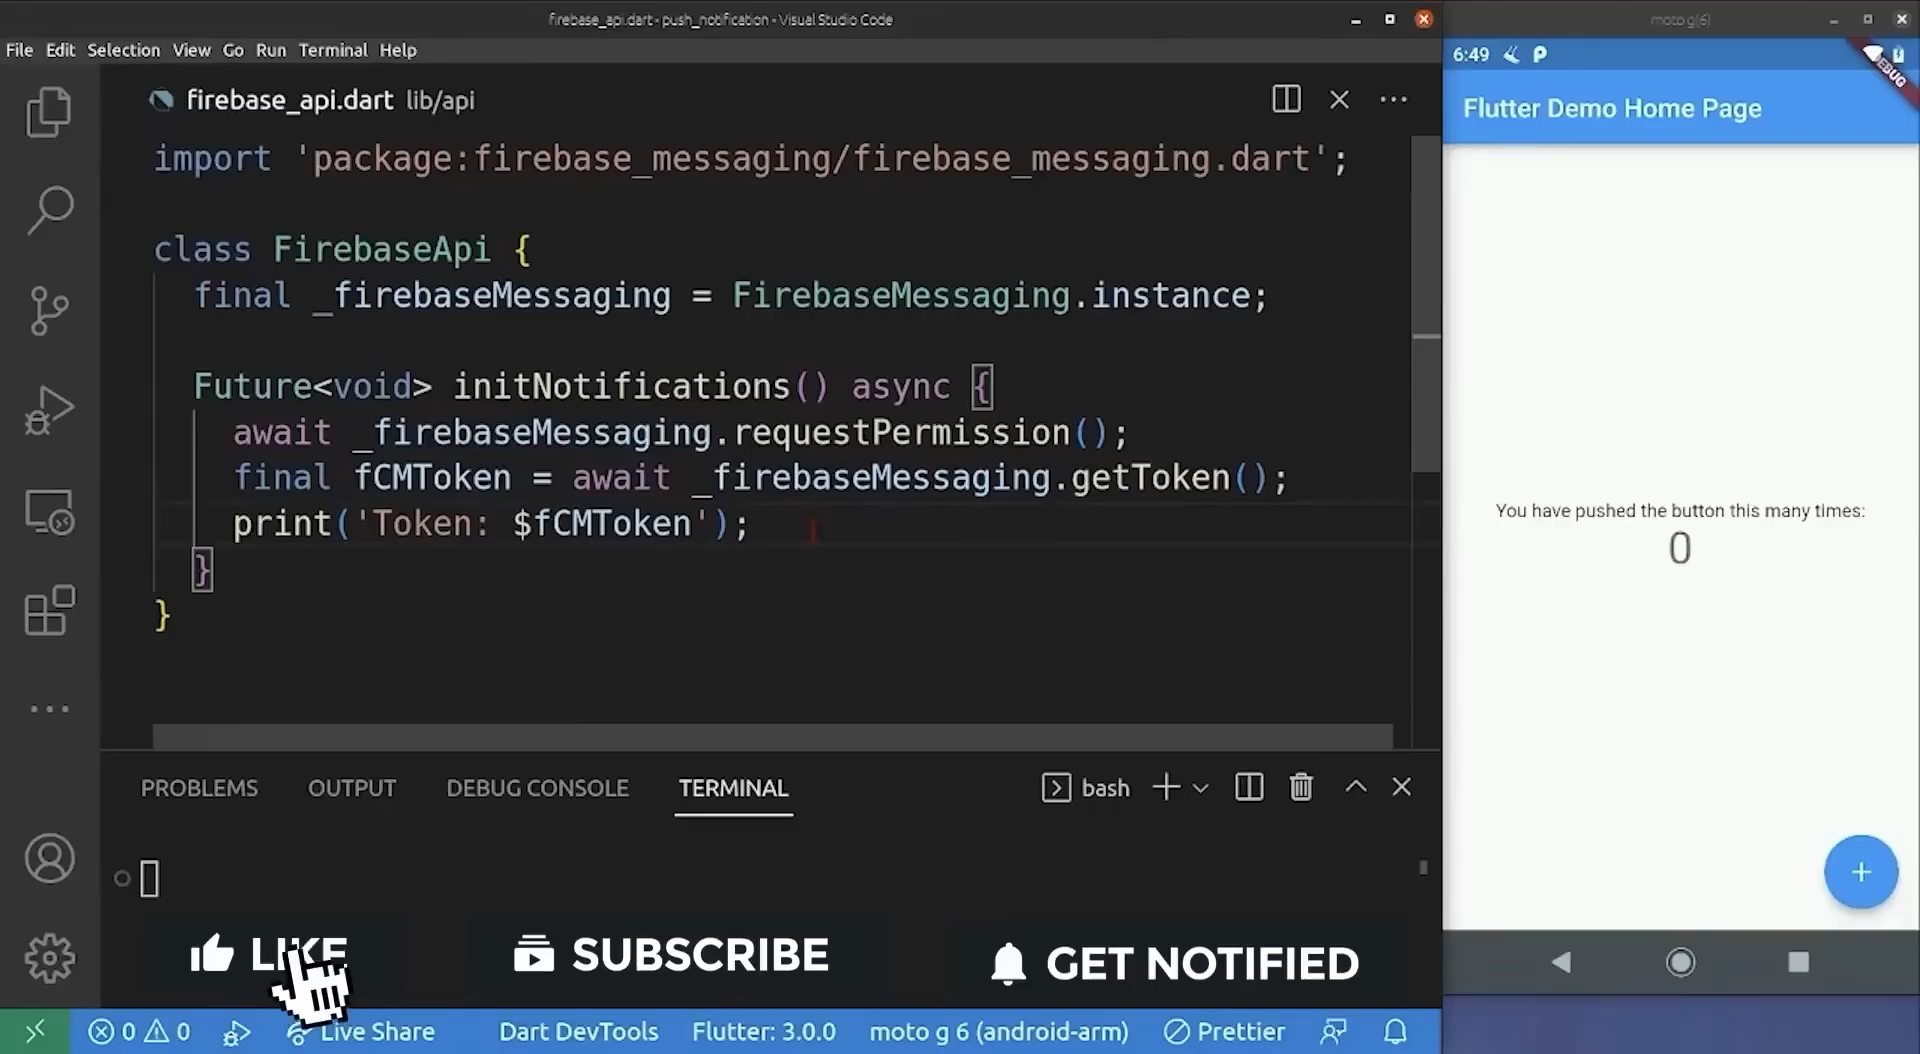 firebase_api.dart - push_notification - Visual Studio Code
moto g(6)
File Edit Selection View Go Run Terminal Help
6:49
DEBUG
firebase_api.dart lib/api
Flutter Demo Home Page
import 'package:firebase_messaging/firebase_messaging.dart';
class FirebaseApi {
final _firebaseMessaging = FirebaseMessaging.instance;
Future<void> initNotifications() async {
await _firebaseMessaging.requestPermission();
final fCMToken = await _firebaseMessaging.getToken();
print('Token: $fCMToken');
}
}
You have pushed the button this many times:
0
+
PROBLEMS OUTPUT DEBUG CONSOLE TERMINAL bash
LIKE SUBSCRIBE GET NOTIFIED
0 0 Live Share Dart DevTools Flutter: 3.0.0 moto g 6 (android-arm) Prettier